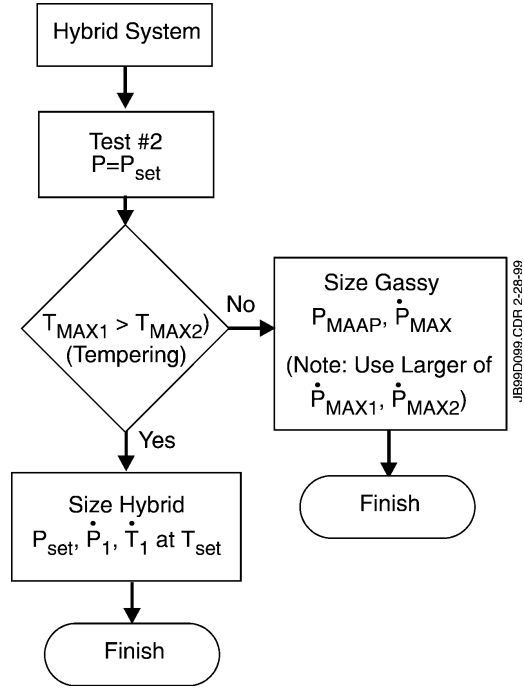 Hybrid System
Test #2
P=Pset
TMAX1 > TMAX2)
(Tempering)
No
Yes
Size Gassy
PMAAP, ṖMAX
(Note: Use Larger of
ṖMAX1, ṖMAX2)
Finish
Size Hybrid
Pset, Ṗ1, Ṫ1 at Tset
Finish
JB99D099.CDR 2-28-99